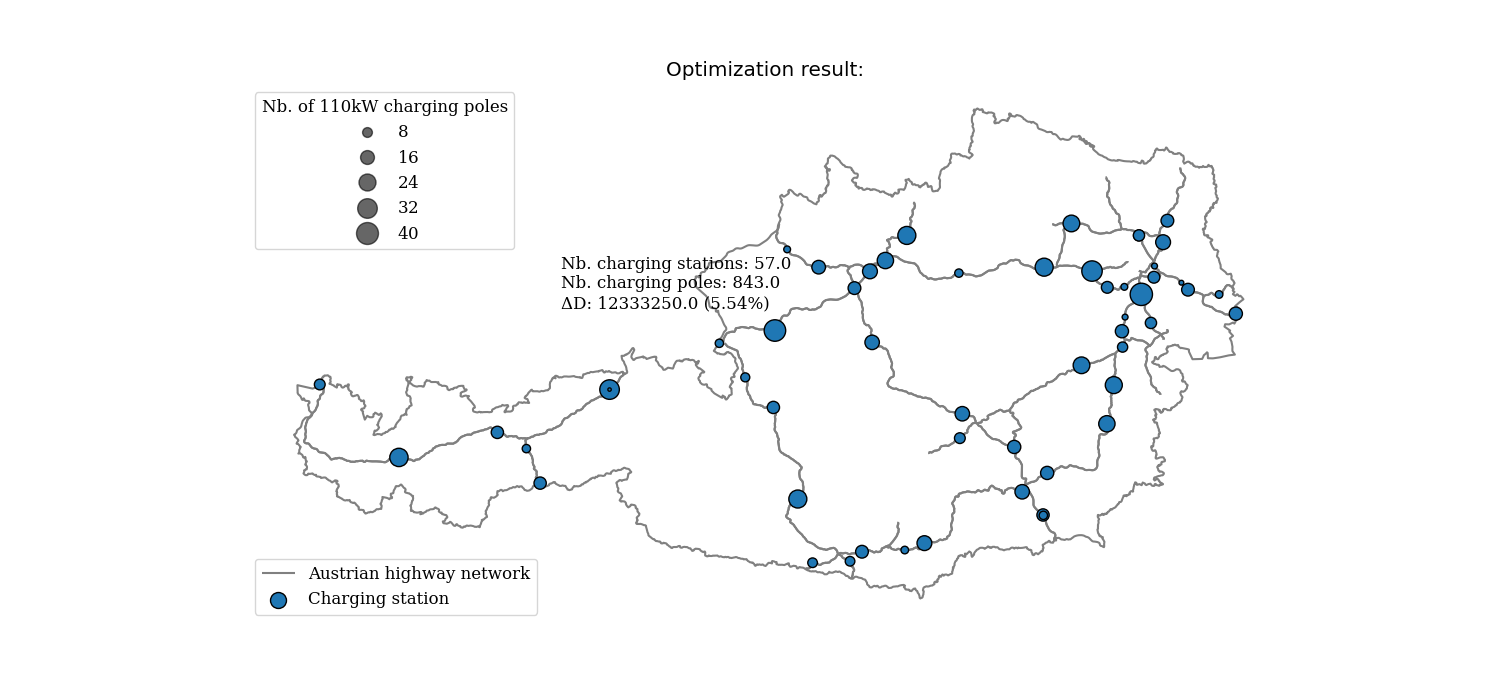 Optimization result:
Nb. of 110kW charging poles
8
16
24
32
40
Nb. charging stations: 57.0
Nb. charging poles: 843.0
ΔD: 12333250.0 (5.54%)
Austrian highway network
Charging station